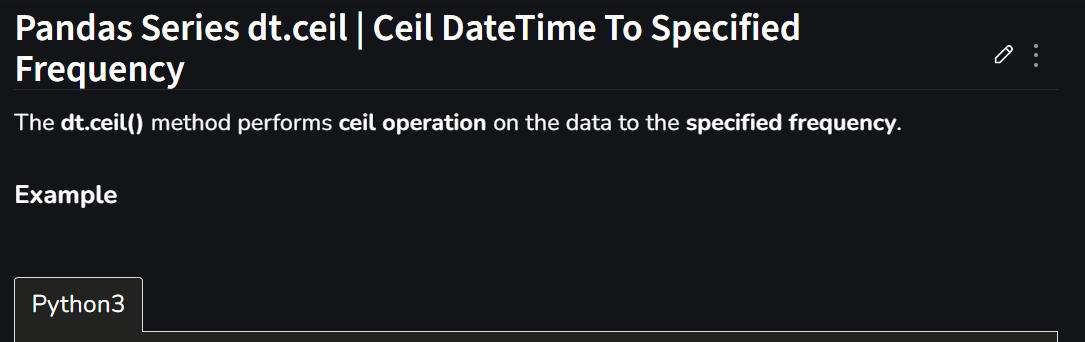 Pandas Series dt.ceil | Ceil DateTime To Specified
Frequency
The dt.ceil() method performs ceil operation on the data to the specified frequency.
Example
Python3